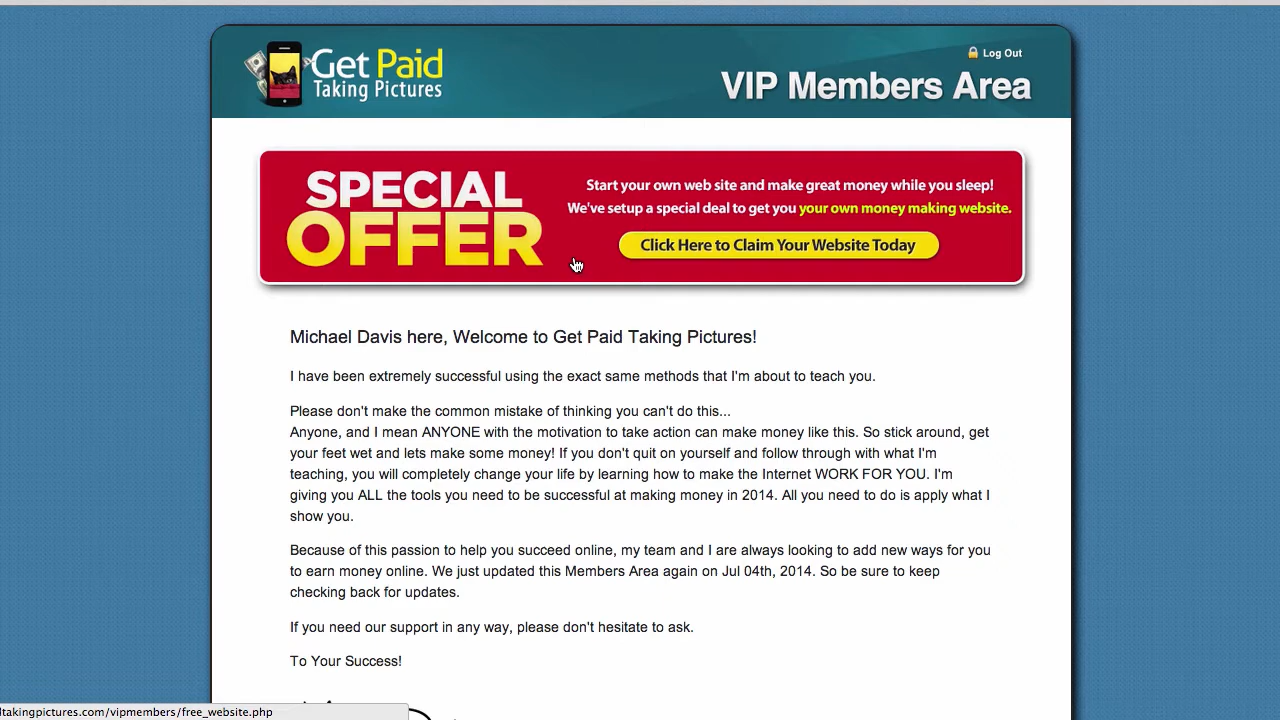 Get Paid
Taking Pictures
Log Out
VIP Members Area
SPECIAL
OFFER
Start your own web site and make great money while you sleep!
We've setup a special deal to get you your own money making website.
Click Here to Claim Your Website Today
Michael Davis here, Welcome to Get Paid Taking Pictures!
I have been extremely successful using the exact same methods that I'm about to teach you.
Please don't make the common mistake of thinking you can't do this...
Anyone, and I mean ANYONE with the motivation to take action can make money like this. So stick around, get
your feet wet and lets make some money! If you don't quit on yourself and follow through with what I'm
teaching, you will completely change your life by learning how to make the Internet WORK FOR YOU. I'm
giving you ALL the tools you need to be successful at making money in 2014. All you need to do is apply what I
show you.
Because of this passion to help you succeed online, my team and I are always looking to add new ways for you
to earn money online. We just updated this Members Area again on Jul 04th, 2014. So be sure to keep
checking back for updates.
If you need our support in any way, please don't hesitate to ask.
To Your Success!
takingpictures.com/vipmembers/free_website.php